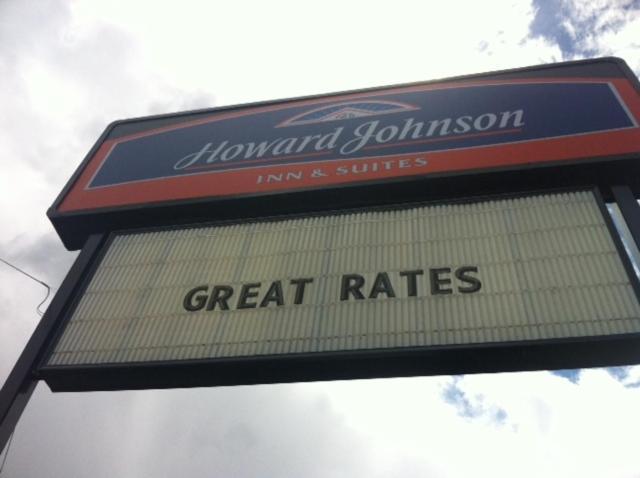 Howard Johnson
INN & SUITES
GREAT RATES